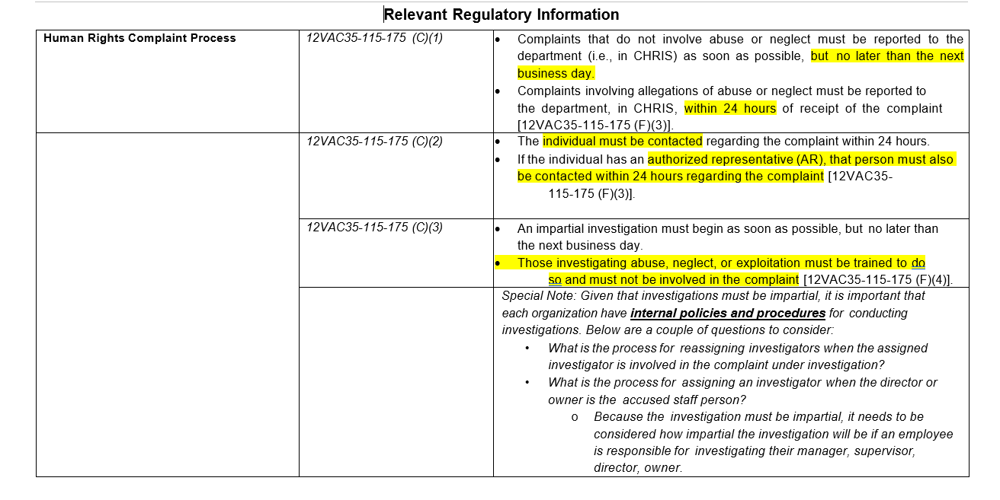 Relevant Regulatory Information
Human Rights Complaint Process
12VAC35-115-175 (C)(1)
• Complaints that do not involve abuse or neglect must be reported to the
department (i.e., in CHRIS) as soon as possible, but no later than the next
business day.
• Complaints involving allegations of abuse or neglect must be reported to
the department, in CHRIS, within 24 hours of receipt of the complaint
[12VAC35-115-175 (F)(3)].
12VAC35-115-175 (C)(2)
• The individual must be contacted regarding the complaint within 24 hours.
• If the individual has an authorized representative (AR), that person must also
be contacted within 24 hours regarding the complaint [12VAC35-
115-175 (F)(3)].
12VAC35-115-175 (C)(3)
• An impartial investigation must begin as soon as possible, but no later than
the next business day.
• Those investigating abuse, neglect, or exploitation must be trained to do
so and must not be involved in the complaint [12VAC35-115-175 (F)(4)].
Special Note: Given that investigations must be impartial, it is important that
each organization have internal policies and procedures for conducting
investigations. Below are a couple of questions to consider:
• What is the process for reassigning investigators when the assigned
investigator is involved in the complaint under investigation?
• What is the process for assigning an investigator when the director or
owner is the accused staff person?
o Because the investigation must be impartial, it needs to be
considered how impartial the investigation will be if an employee
is responsible for investigating their manager, supervisor,
director, owner.